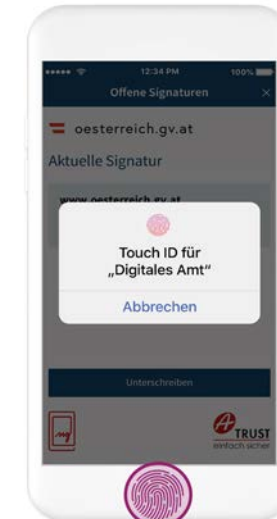 12:34 PM 100%
Offene Signaturen ×
oesterreich.gv.at
Aktuelle Signatur
www.oesterreich.gv.at
Touch ID für
„Digitales Amt“
Abbrechen
Unterschreiben
A TRUST
einfach sicher